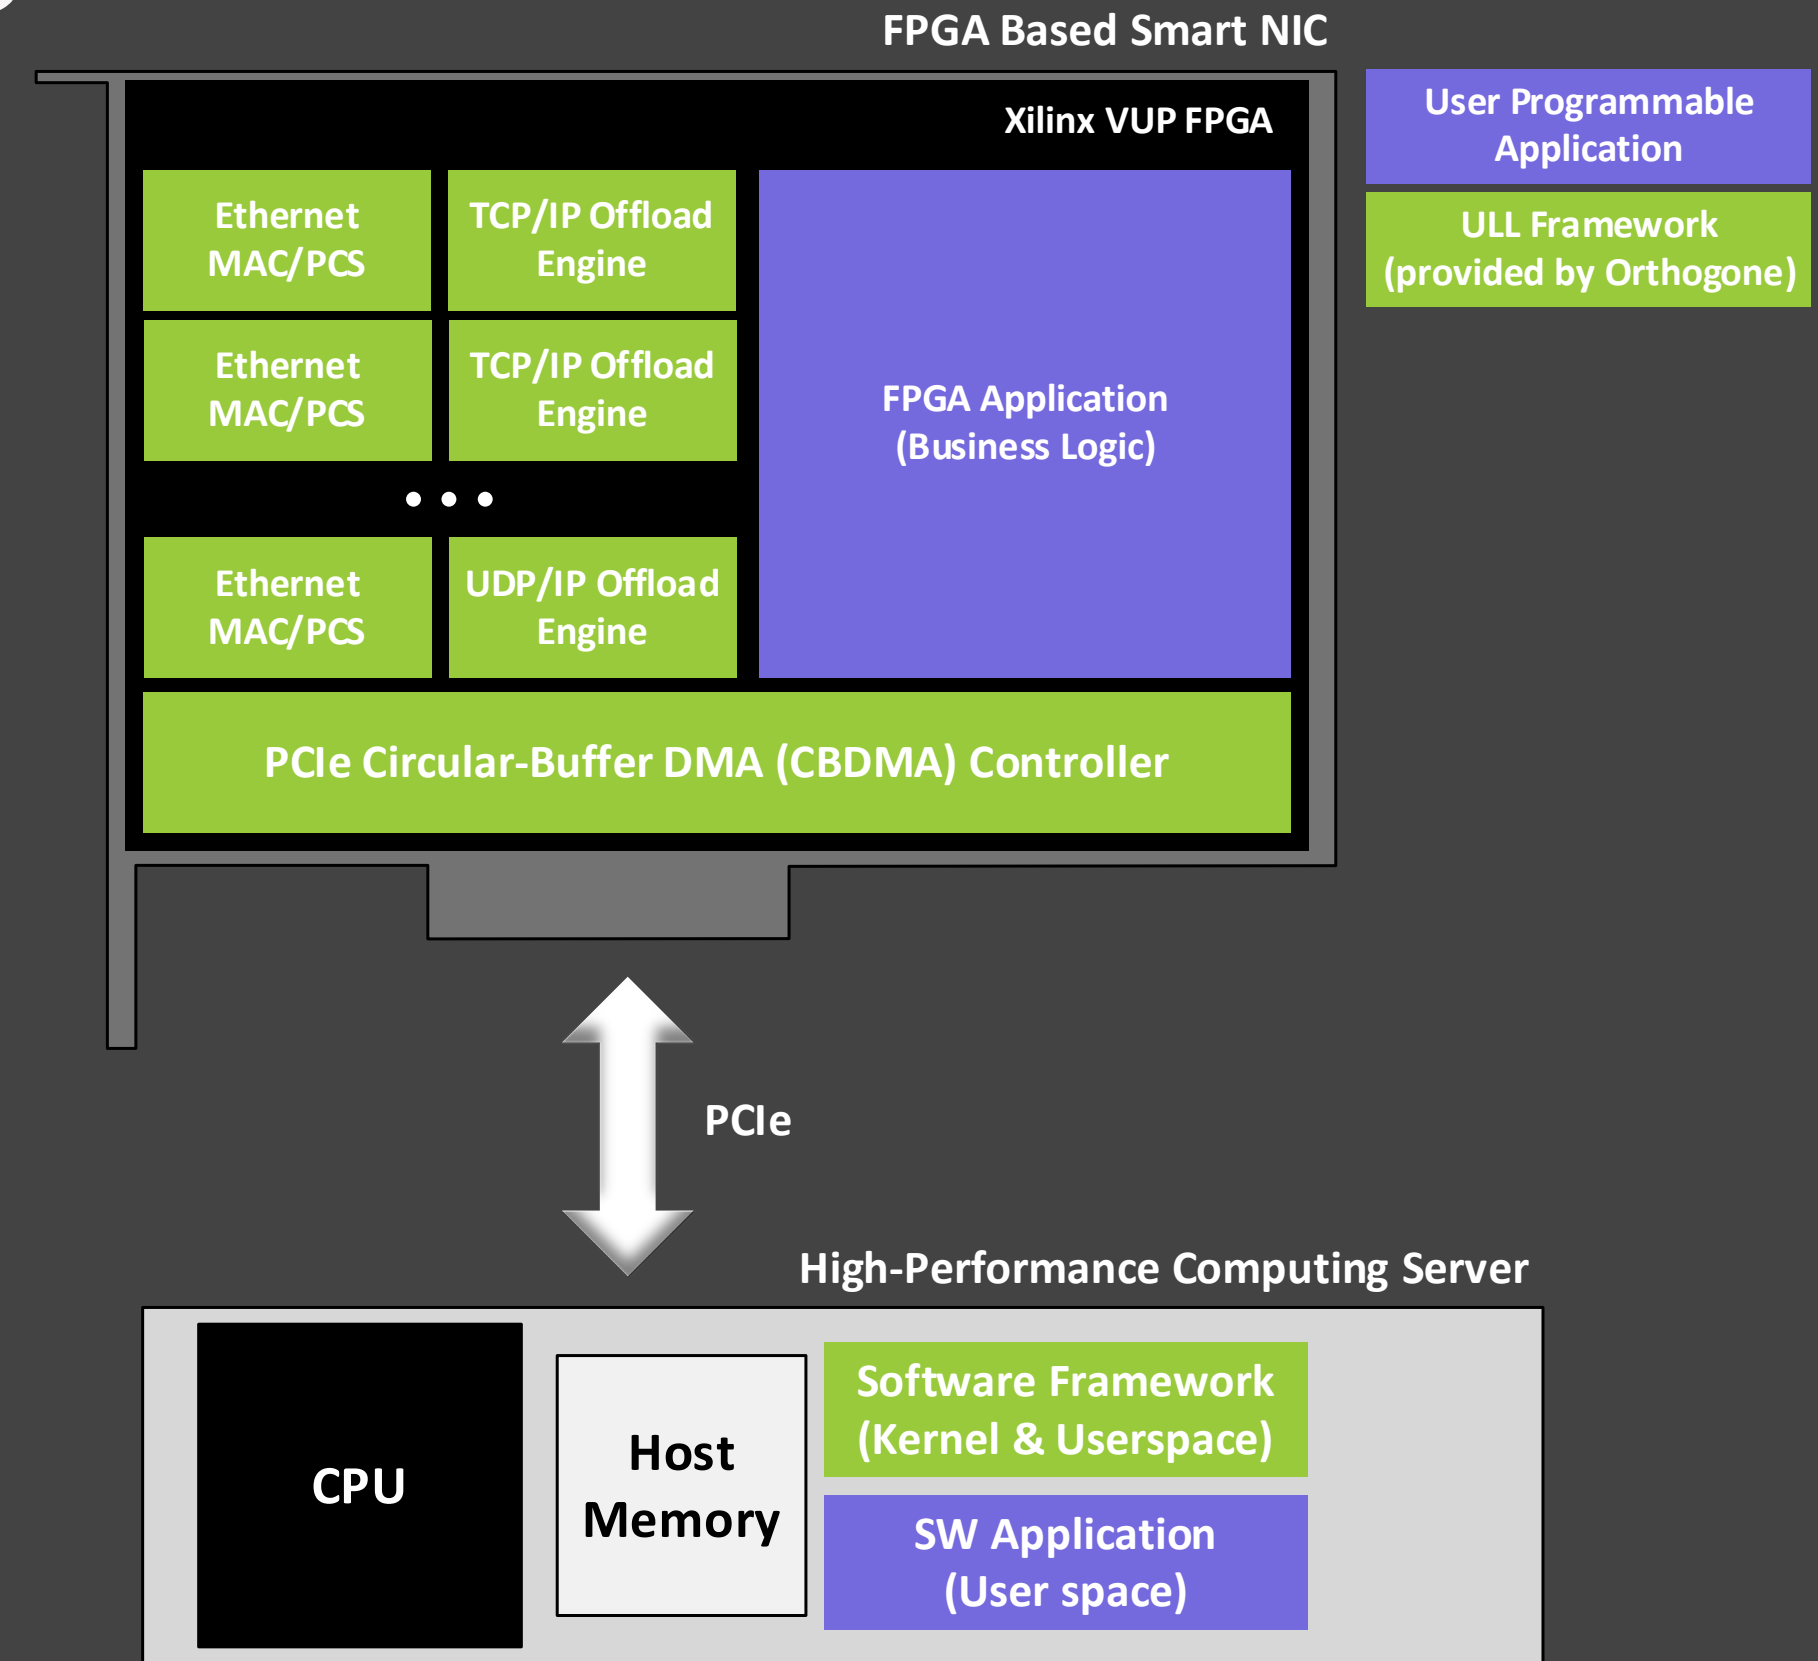 FPGA Based Smart NIC
User Programmable
Application
ULL Framework
(provided by Orthogone)
Xilinx VUP FPGA
Ethernet
MAC/PCS
TCP/IP Offload
Engine
Ethernet
MAC/PCS
TCP/IP Offload
Engine
FPGA Application
(Business Logic)
• • •
Ethernet
MAC/PCS
UDP/IP Offload
Engine
PCIe Circular-Buffer DMA (CBDMA) Controller
PCIe
High-Performance Computing Server
CPU
Host
Memory
Software Framework
(Kernel & Userspace)
SW Application
(User space)